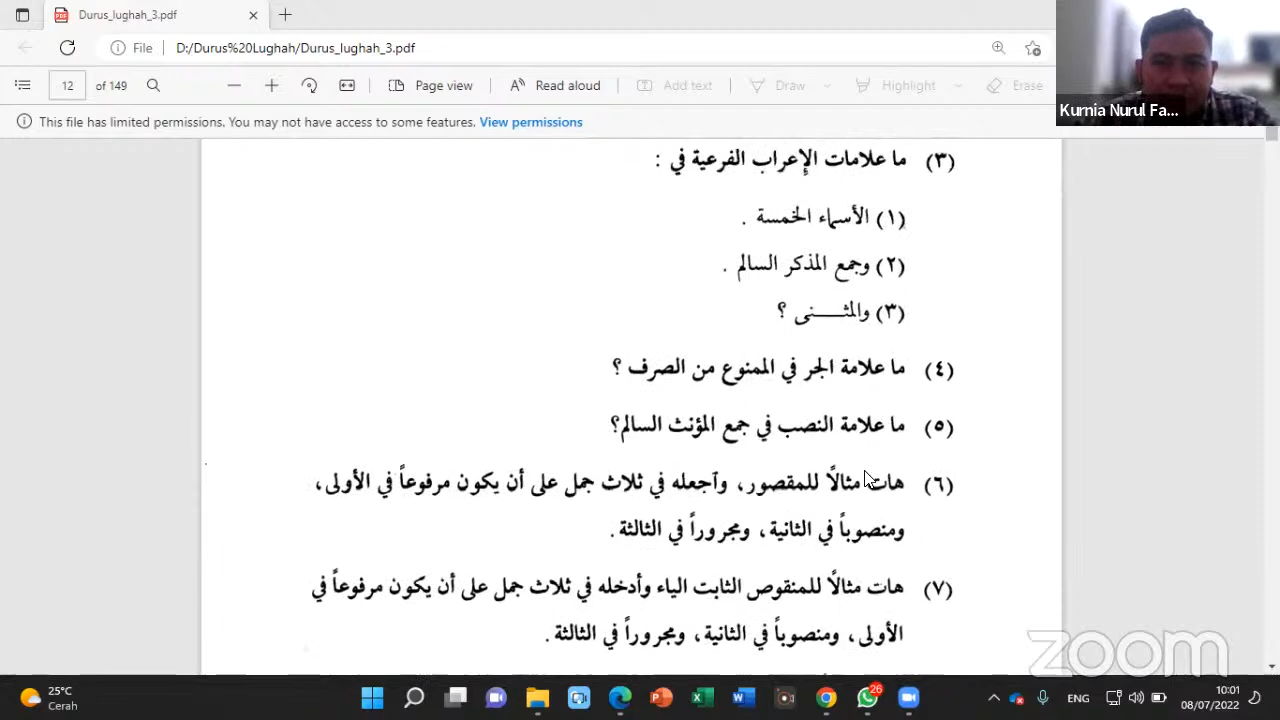 Durus_lughah_3.pdf
File D:/Durus%20Lughah/Durus_lughah_3.pdf
12 of 149 Page view Read aloud Add text Draw Highlight Erase
This file has limited permissions. You may not have access to some features. View permissions
Kurnia Nurul Fa...
(٣) ما علامات الإعراب الفرعية في :
(١) الأسماء الخمسة .
(٢) وجمع المذكر السالم .
(٣) والمثـــــنى ؟
(٤) ما علامة الجر في الممنوع من الصرف ؟
(٥) ما علامة النصب في جمع المؤنث السالم؟
(٦) هات مثالًا للمقصور، وٱجعله في ثلاث جمل على أن يكون مرفوعاً في الأولى،
ومنصوباً في الثانية، ومجروراً في الثالثة .
(٧) هات مثالًا للمنقوص الثابت الياء وأدخله في ثلاث جمل على أن يكون مرفوعاً في
الأولى، ومنصوباً في الثانية، ومجروراً في الثالثة .
zoom
25°C
Cerah
26
ENG
10:01
08/07/2022